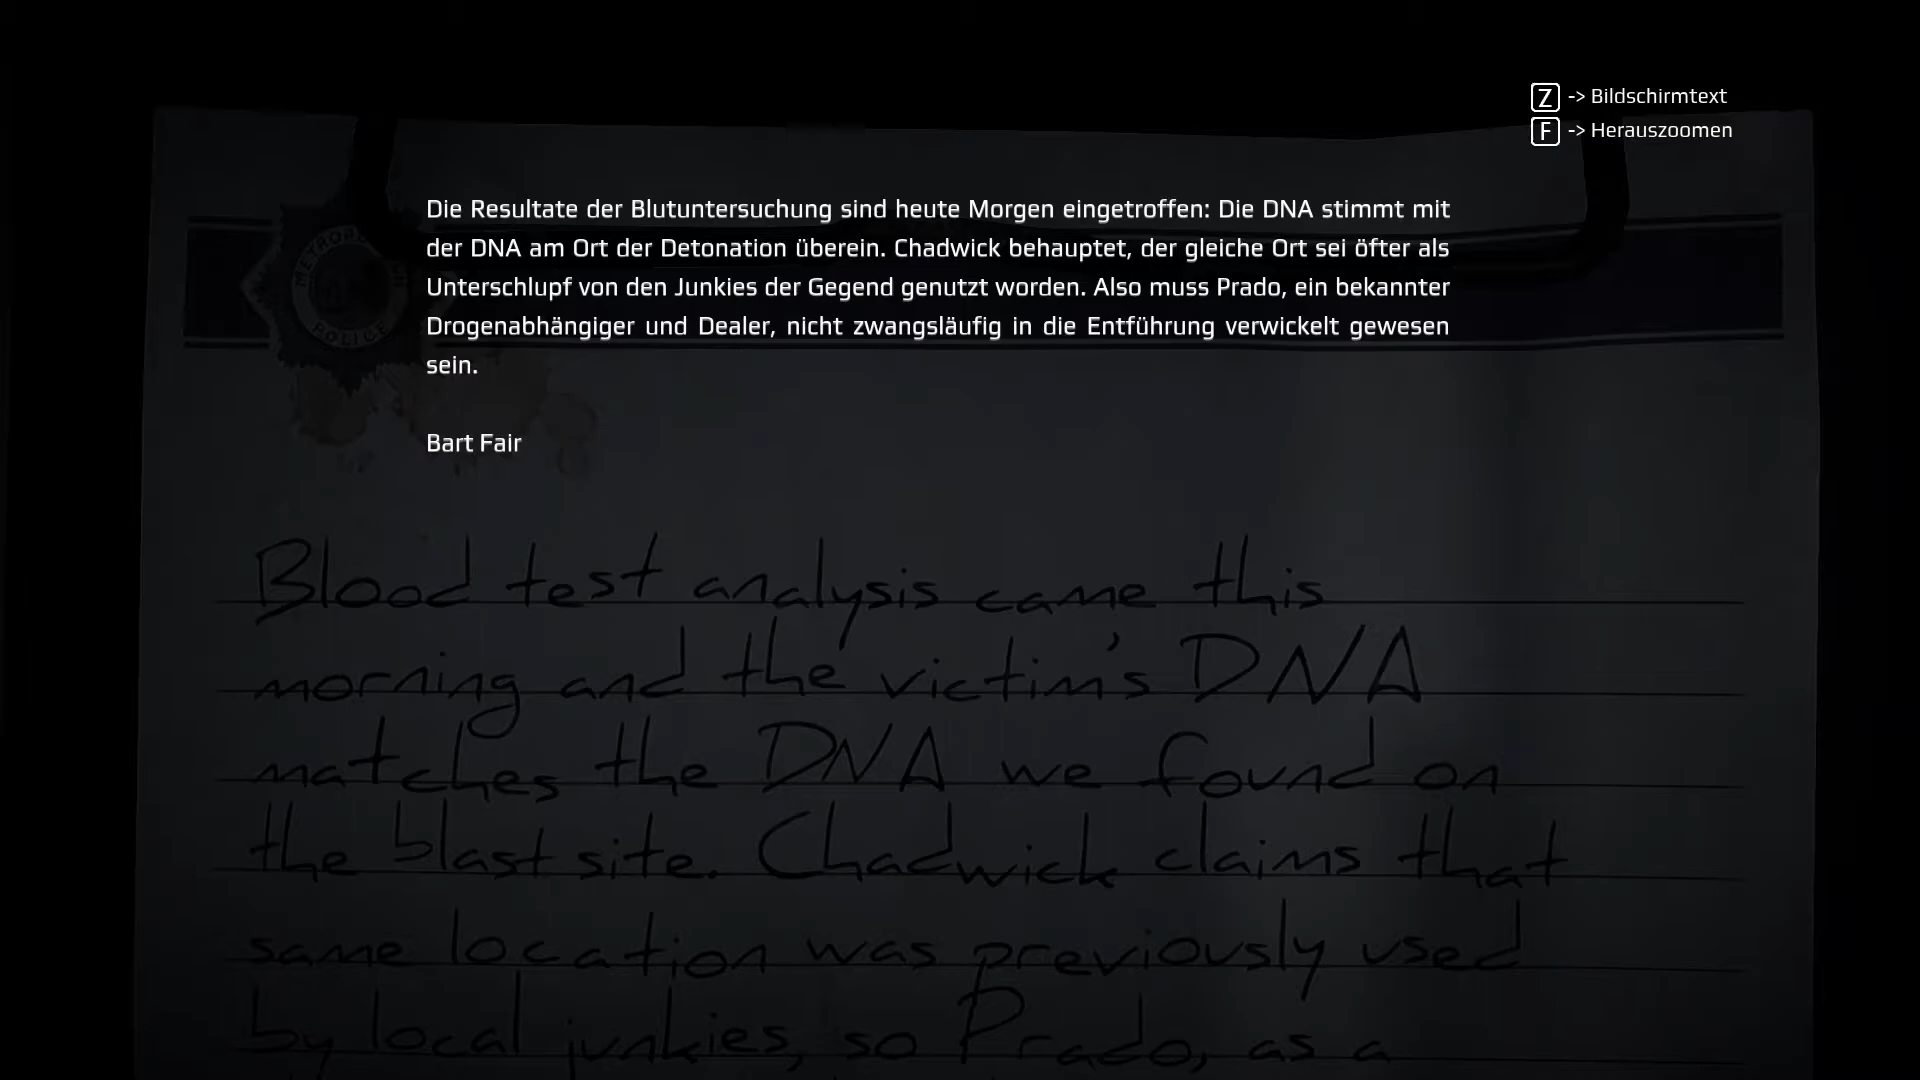 Z -> Bildschirmtext
F -> Herauszoomen
Die Resultate der Blutuntersuchung sind heute Morgen eingetroffen: Die DNA stimmt mit
der DNA am Ort der Detonation überein. Chadwick behauptet, der gleiche Ort sei öfter als
Unterschlupf von den Junkies der Gegend genutzt worden. Also muss Prado, ein bekannter
Drogenabhängiger und Dealer, nicht zwangsläufig in die Entführung verwickelt gewesen
sein.
Bart Fair
POLICE
Blood test analysis came this
morning and the victim's DNA
matches the DNA we found on
the blast site. Chadwick claims that
same location was previously used
by local junkies, so Prado, as a